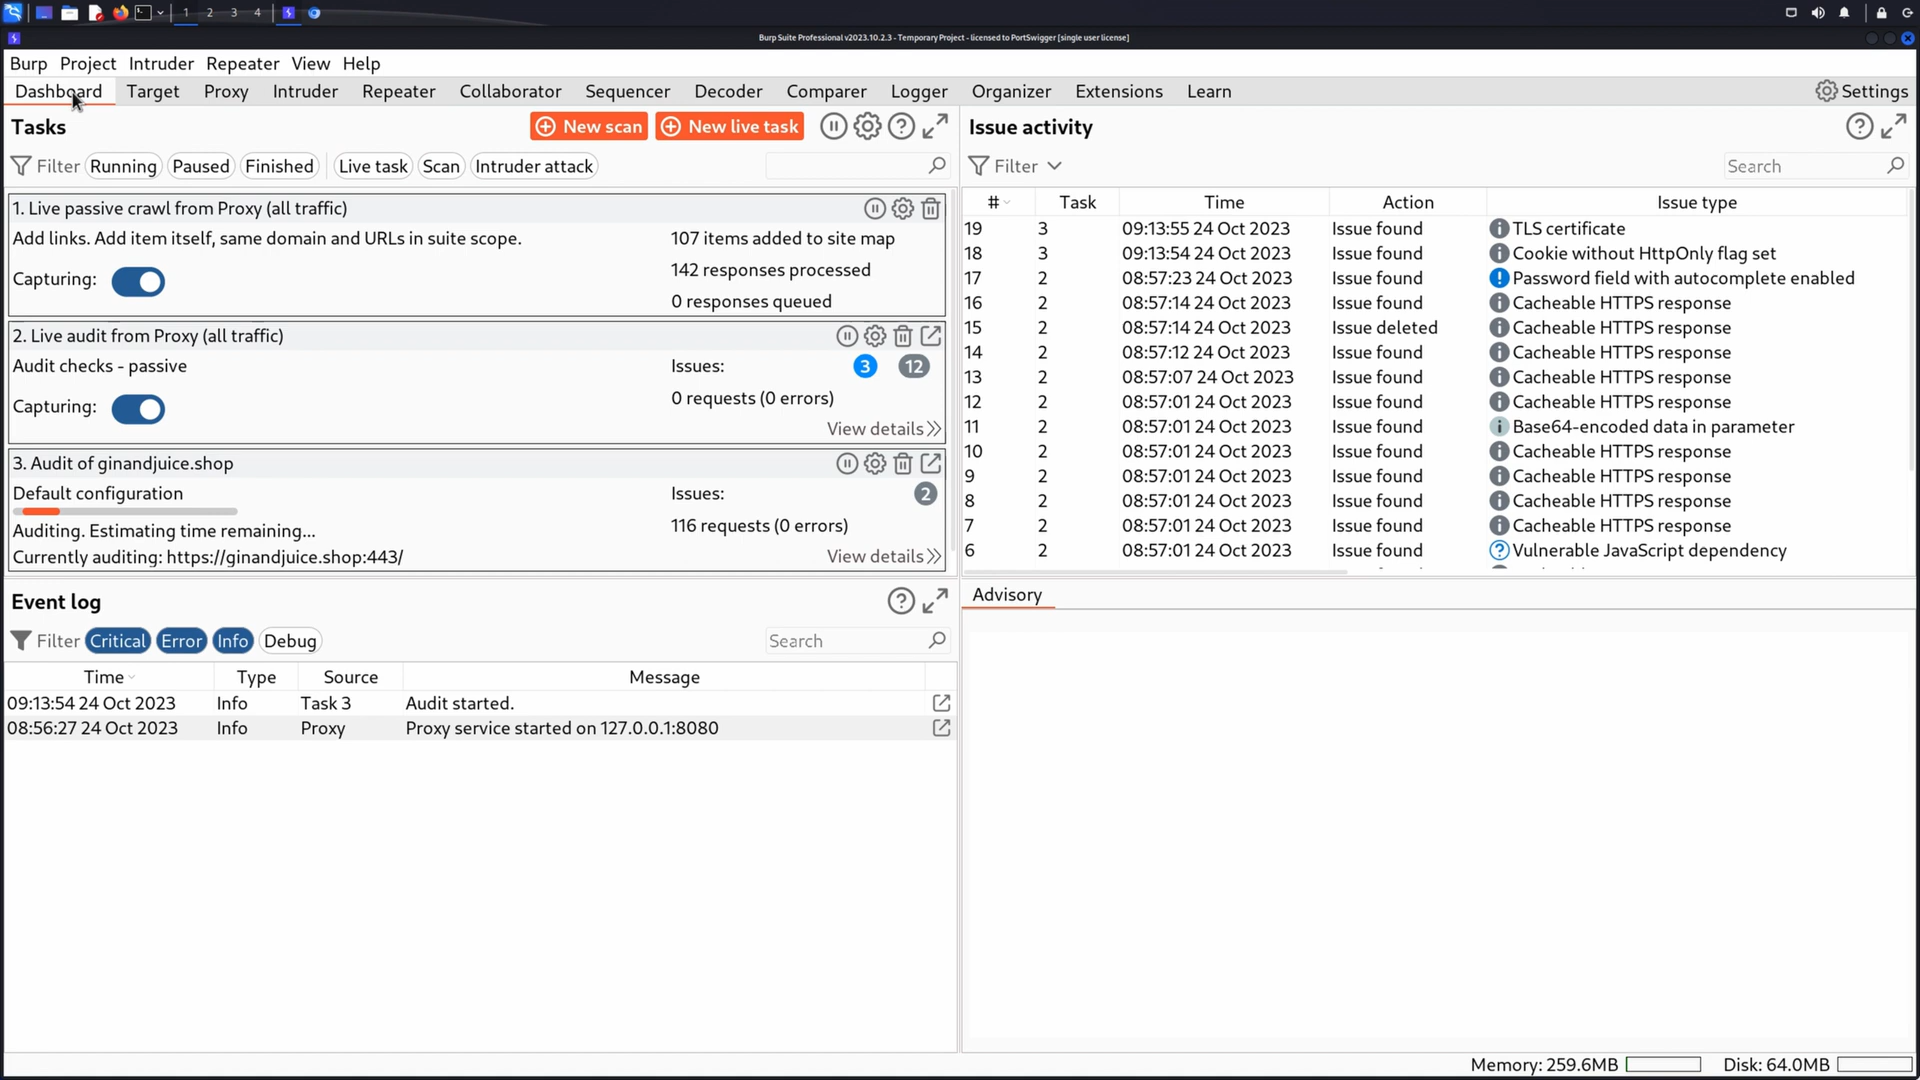 1 2 3 4
Burp Suite Professional v2023.10.2.3 - Temporary Project - licensed to PortSwigger [single user license]
Burp Project Intruder Repeater View Help
Dashboard Target Proxy Intruder Repeater Collaborator Sequencer Decoder Comparer Logger Organizer Extensions Learn Settings
Tasks New scan New live task
Filter Running Paused Finished Live task Scan Intruder attack
1. Live passive crawl from Proxy (all traffic)
Add links. Add item itself, same domain and URLs in suite scope. 107 items added to site map
142 responses processed
Capturing:
0 responses queued
2. Live audit from Proxy (all traffic)
Audit checks - passive Issues: 3 12
0 requests (0 errors)
Capturing:
View details
3. Audit of ginandjuice.shop
Default configuration Issues: 2
116 requests (0 errors)
Auditing. Estimating time remaining...
Currently auditing: https://ginandjuice.shop:443/ View details
Event log
Filter Critical Error Info Debug Search
Time Type Source Message
09:13:54 24 Oct 2023 Info Task 3 Audit started.
08:56:27 24 Oct 2023 Info Proxy Proxy service started on 127.0.0.1:8080
Issue activity
Filter Search
# Task Time Action Issue type
19 3 09:13:55 24 Oct 2023 Issue found TLS certificate
18 3 09:13:54 24 Oct 2023 Issue found Cookie without HttpOnly flag set
17 2 08:57:23 24 Oct 2023 Issue found Password field with autocomplete enabled
16 2 08:57:14 24 Oct 2023 Issue found Cacheable HTTPS response
15 2 08:57:14 24 Oct 2023 Issue deleted Cacheable HTTPS response
14 2 08:57:12 24 Oct 2023 Issue found Cacheable HTTPS response
13 2 08:57:07 24 Oct 2023 Issue found Cacheable HTTPS response
12 2 08:57:01 24 Oct 2023 Issue found Cacheable HTTPS response
11 2 08:57:01 24 Oct 2023 Issue found Base64-encoded data in parameter
10 2 08:57:01 24 Oct 2023 Issue found Cacheable HTTPS response
9 2 08:57:01 24 Oct 2023 Issue found Cacheable HTTPS response
8 2 08:57:01 24 Oct 2023 Issue found Cacheable HTTPS response
7 2 08:57:01 24 Oct 2023 Issue found Cacheable HTTPS response
6 2 08:57:01 24 Oct 2023 Issue found Vulnerable JavaScript dependency
Advisory
Memory: 259.6MB Disk: 64.0MB